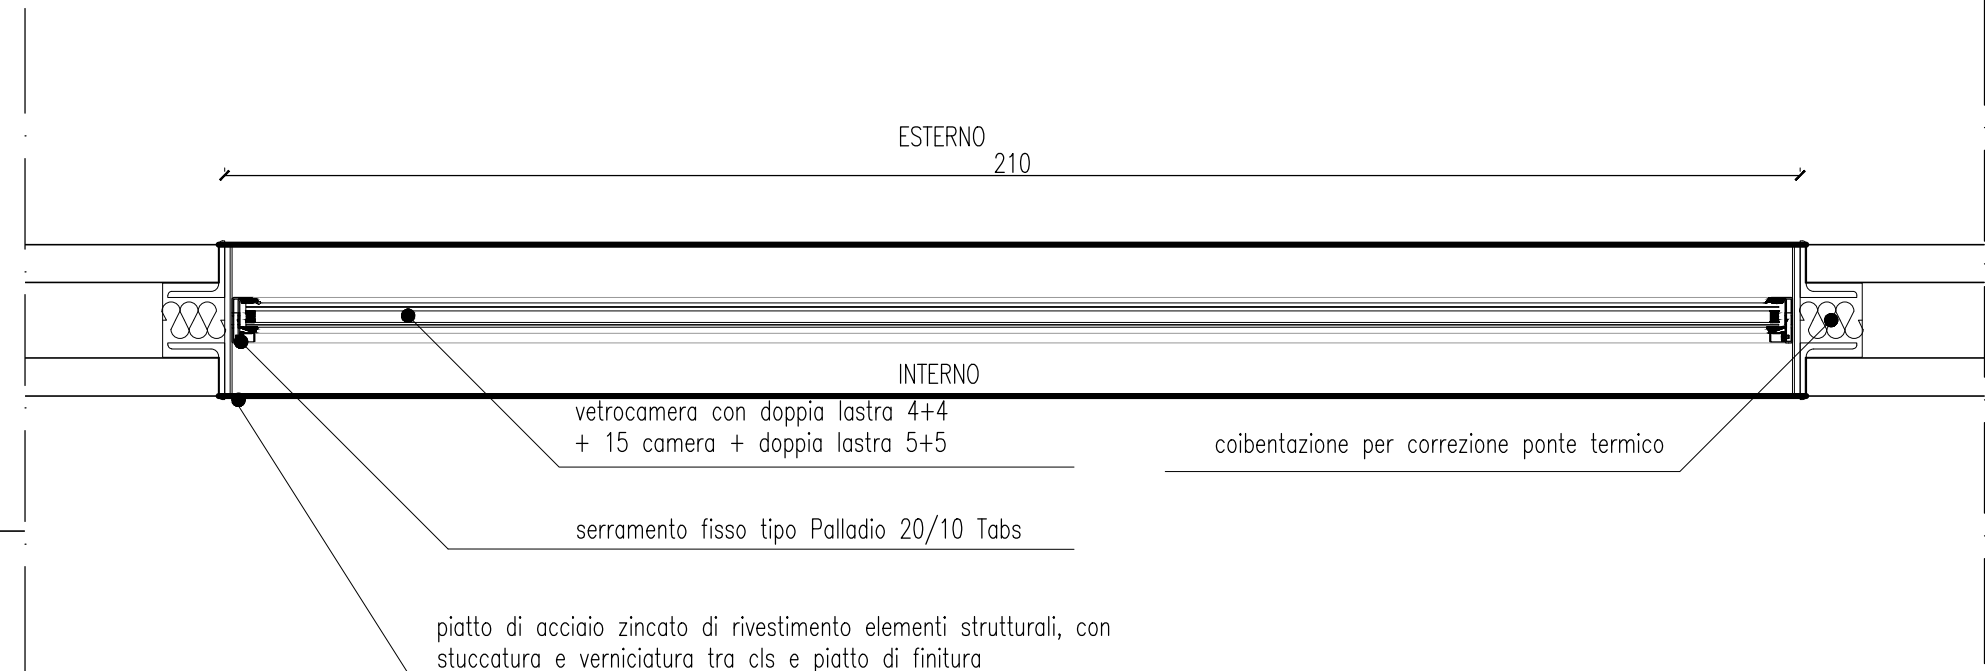 ESTERNO
210
INTERNO
vetrocamera con doppia lastra 4+4
+ 15 camera + doppia lastra 5+5
coibentazione per correzione ponte termico
serramento fisso tipo Palladio 20/10 Tabs
piatto di acciaio zincato di rivestimento elementi strutturali, con
stuccatura e verniciatura tra cls e piatto di finitura